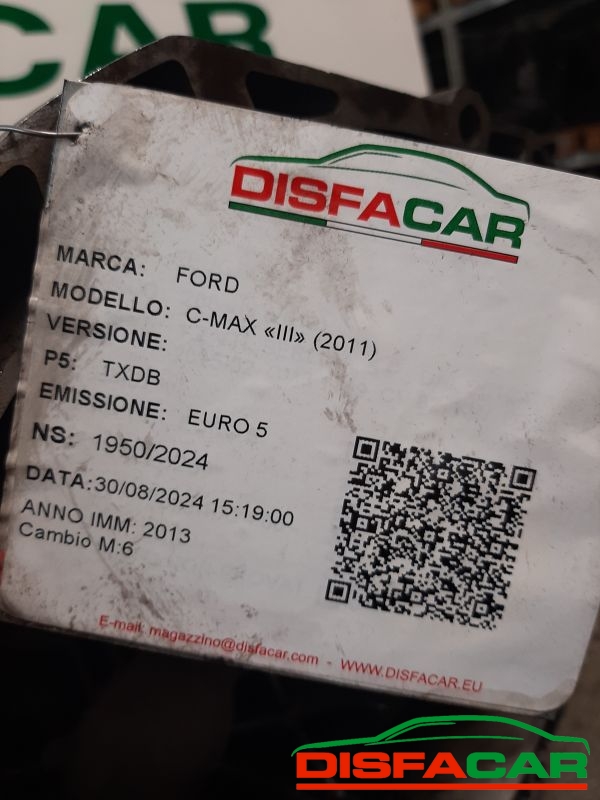 CAR
DISFACAR
MARCA: FORD
MODELLO: C-MAX «III» (2011)
VERSIONE:
P5: TXDB
EMISSIONE: EURO 5
NS: 1950/2024
DATA:30/08/2024 15:19:00
ANNO IMM: 2013
Cambio M:6
E-mail: magazzino@disfacar.com - WWW.DISFACAR.EU
DISFACAR